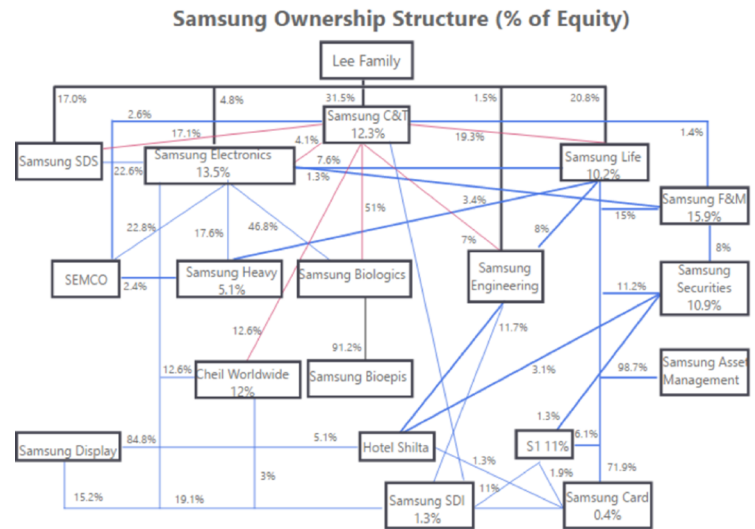 Samsung Ownership Structure (% of Equity)
Lee Family
17.0%
4.8%
31.5%
1.5%
20.8%
2.6%
Samsung C&T
12.3%
1.4%
17.1%
4.1%
19.3%
Samsung SDS
Samsung Electronics
13.5%
Samsung Life
10.2%
22.6%
7.6%
1.3%
Samsung F&MI
15.9%
3.4%
15%
22.8%
17.6%
46.8%
51%
7%
8%
8%
SEMCO
2.4%
Samsung Heavy
5.1%
Samsung Biologics
Samsung
Engineering
Samsung
Securities
10.9%
11.2%
12.6%
11.7%
91.2%
3.1%
12.6%
Cheil Worldwide
12%
Samsung Bioepis
98.7%
Samsung Asset
Management
1.3%
Samsung Display
84.8%
5.1%
Hotel Shilta
S1 11%
6.1%
1.3%
1.9%
71.9%
3%
15.2%
19.1%
Samsung SDI
1.3%
11%
Samsung Card
0.4%